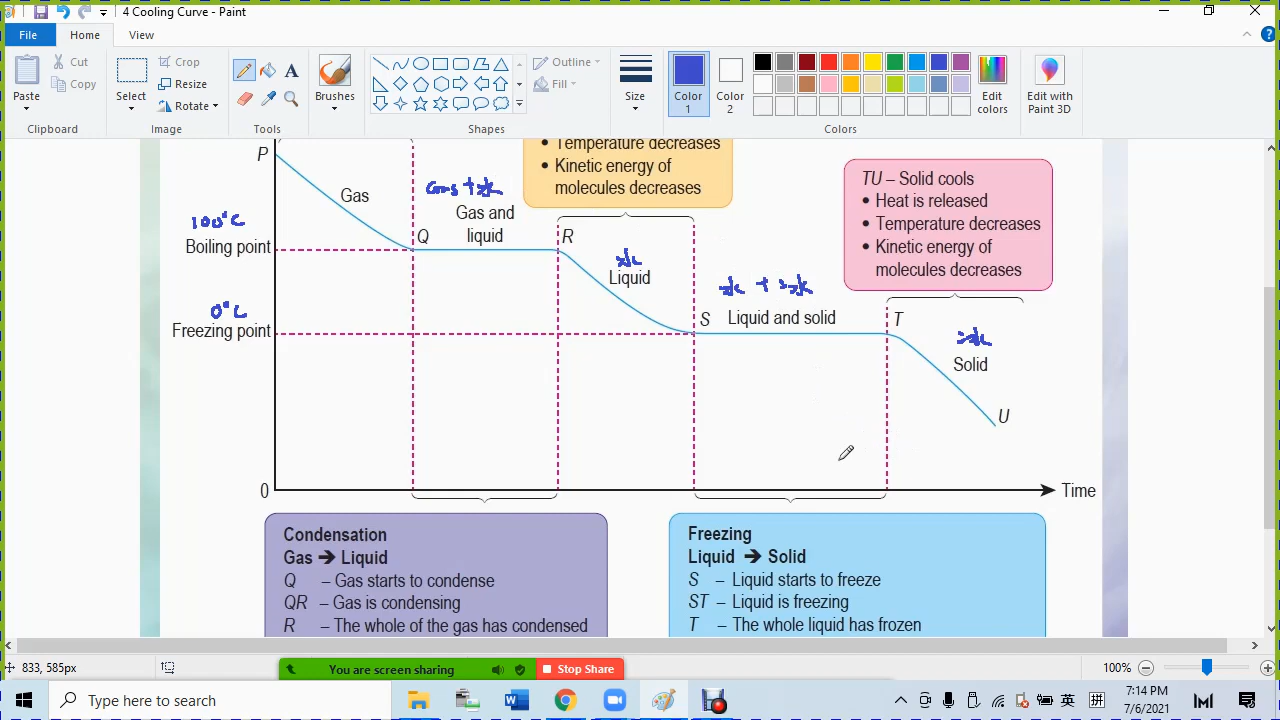 4 Cooling Curve - Paint
File
Home
View
Paste
Cut
Copy
Clipboard
Select
Crop
Resize
Rotate
Image
Tools
Brushes
Shapes
Outline
Fill
Size
Color 1
Color 2
Edit colors
Edit with Paint 3D
Colors
• Temperature decreases
• Kinetic energy of
molecules decreases
P
Gas
Gas and
liquid
100°C
Boiling point
Q
R
Liquid
0°C
Freezing point
S
Liquid and solid
T
Solid
U
TU – Solid cools
• Heat is released
• Temperature decreases
• Kinetic energy of
molecules decreases
0
Time
Condensation
Gas ➔ Liquid
Q – Gas starts to condense
QR – Gas is condensing
R – The whole of the gas has condensed
Freezing
Liquid ➔ Solid
S – Liquid starts to freeze
ST – Liquid is freezing
T – The whole liquid has frozen
833, 585px
100%
You are screen sharing
Stop Share
Type here to search
英
拼
7:14 PM
7/6/2021